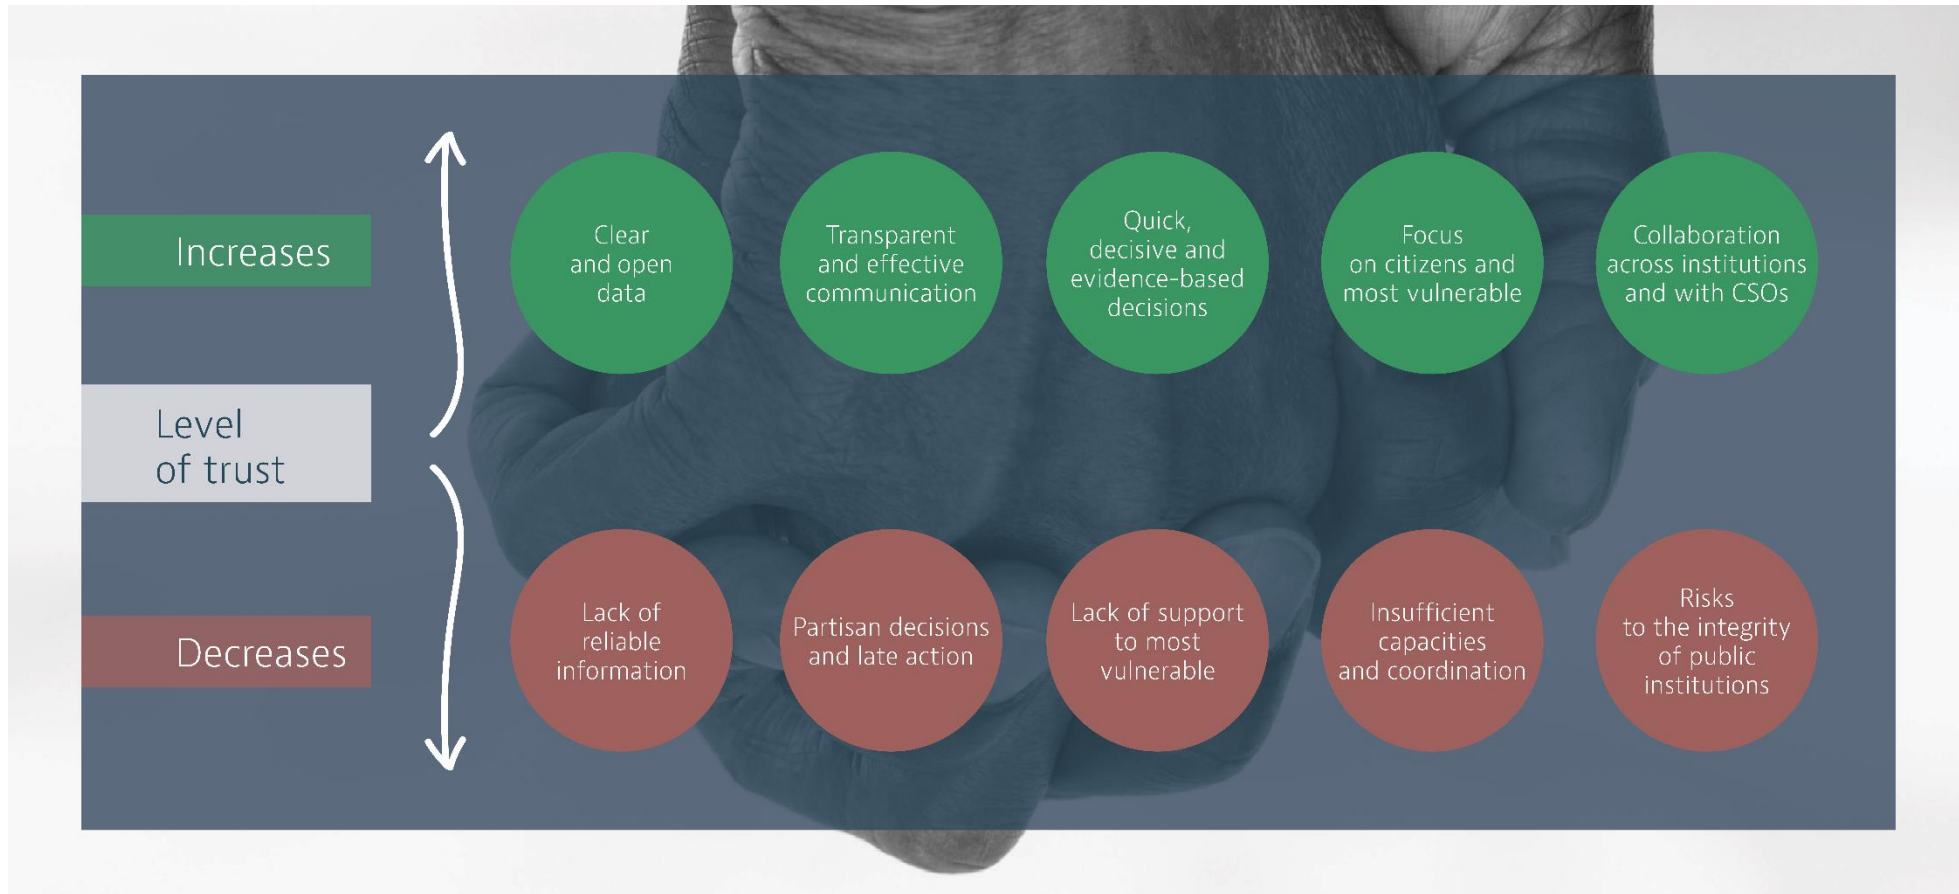 Increases
Clear
and open
data
Transparent
and effective
communication
Quick,
decisive and
evidence-based
decisions
Focus
on citizens and
most vulnerable
Collaboration
across institutions
and with CSOs
Level
of trust
Decreases
Lack of
reliable
information
Partisan decisions
and late action
Lack of support
to most
vulnerable
Insufficient
capacities
and coordination
Risks
to the integrity
of public
institutions